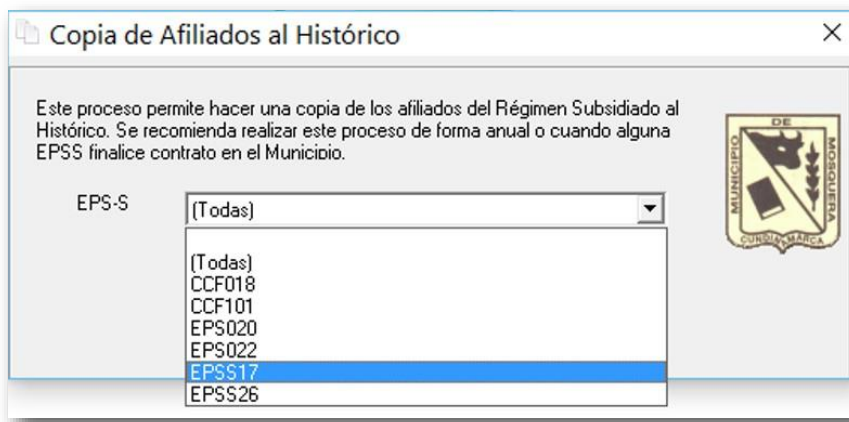 Copia de Afiliados al Histórico
Este proceso permite hacer una copia de los afiliados del Régimen Subsidiado al
Histórico. Se recomienda realizar este proceso de forma anual o cuando alguna
EPSS finalice contrato en el Municipio.
DE
MUNICIPIO
MOSQUERA
CUNDINAMARCA
EPS-S
(Todas)
(Todas)
CCF018
CCF101
EPS020
EPS022
EPSS17
EPSS26